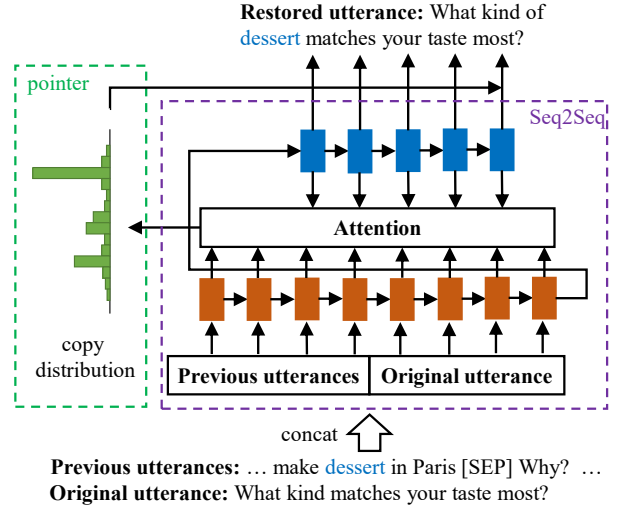 Restored utterance: What kind of
dessert matches your taste most?
pointer
Seq2Seq
Attention
copy
distribution
Previous utterances
Original utterance
concat
Previous utterances: … make dessert in Paris [SEP] Why? …
Original utterance: What kind matches your taste most?